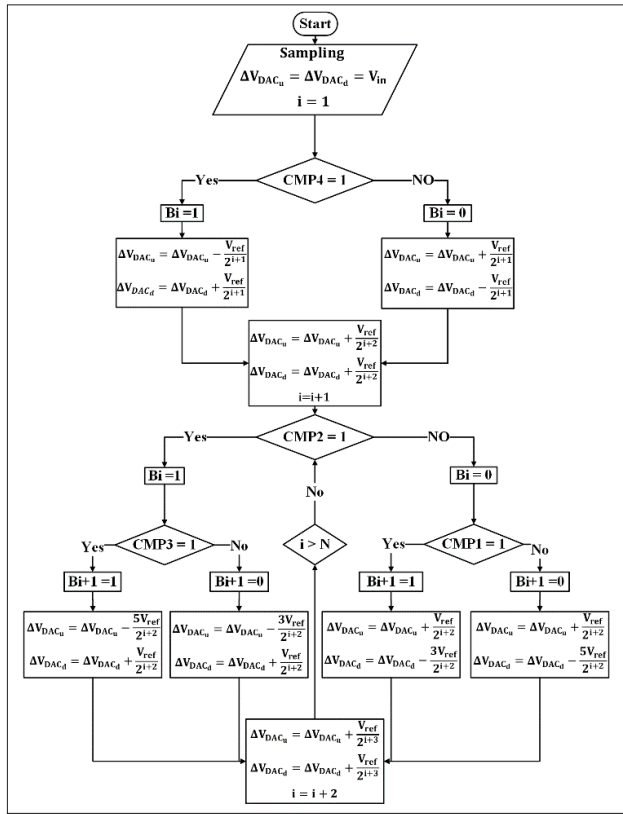 Start
Sampling
ΔV_DACu = ΔV_DACd = V_in
i = 1
Yes
CMP4 = 1
NO
Bi =1
Bi = 0
ΔV_DACu = ΔV_DACu − V_ref/2^(i+1)
ΔV_DACd = ΔV_DACd + V_ref/2^(i+1)
ΔV_DACu = ΔV_DACu + V_ref/2^(i+1)
ΔV_DACd = ΔV_DACd − V_ref/2^(i+1)
ΔV_DACu = ΔV_DACu + V_ref/2^(i+2)
ΔV_DACd = ΔV_DACd + V_ref/2^(i+2)
i=i+1
Yes
CMP2 = 1
NO
Bi =1
Bi = 0
No
Yes
CMP3 = 1
No
i > N
Yes
CMP1 = 1
No
Bi+1 = 1
Bi+1 =0
Bi+1 = 1
Bi+1 =0
ΔV_DACu = ΔV_DACu − 5V_ref/2^(i+2)
ΔV_DACd = ΔV_DACd + V_ref/2^(i+2)
ΔV_DACu = ΔV_DACu − 3V_ref/2^(i+2)
ΔV_DACd = ΔV_DACd + V_ref/2^(i+2)
ΔV_DACu = ΔV_DACu + V_ref/2^(i+2)
ΔV_DACd = ΔV_DACd − 3V_ref/2^(i+2)
ΔV_DACu = ΔV_DACu + V_ref/2^(i+2)
ΔV_DACd = ΔV_DACd − 5V_ref/2^(i+2)
ΔV_DACu = ΔV_DACu + V_ref/2^(i+3)
ΔV_DACd = ΔV_DACd + V_ref/2^(i+3)
i = i + 2